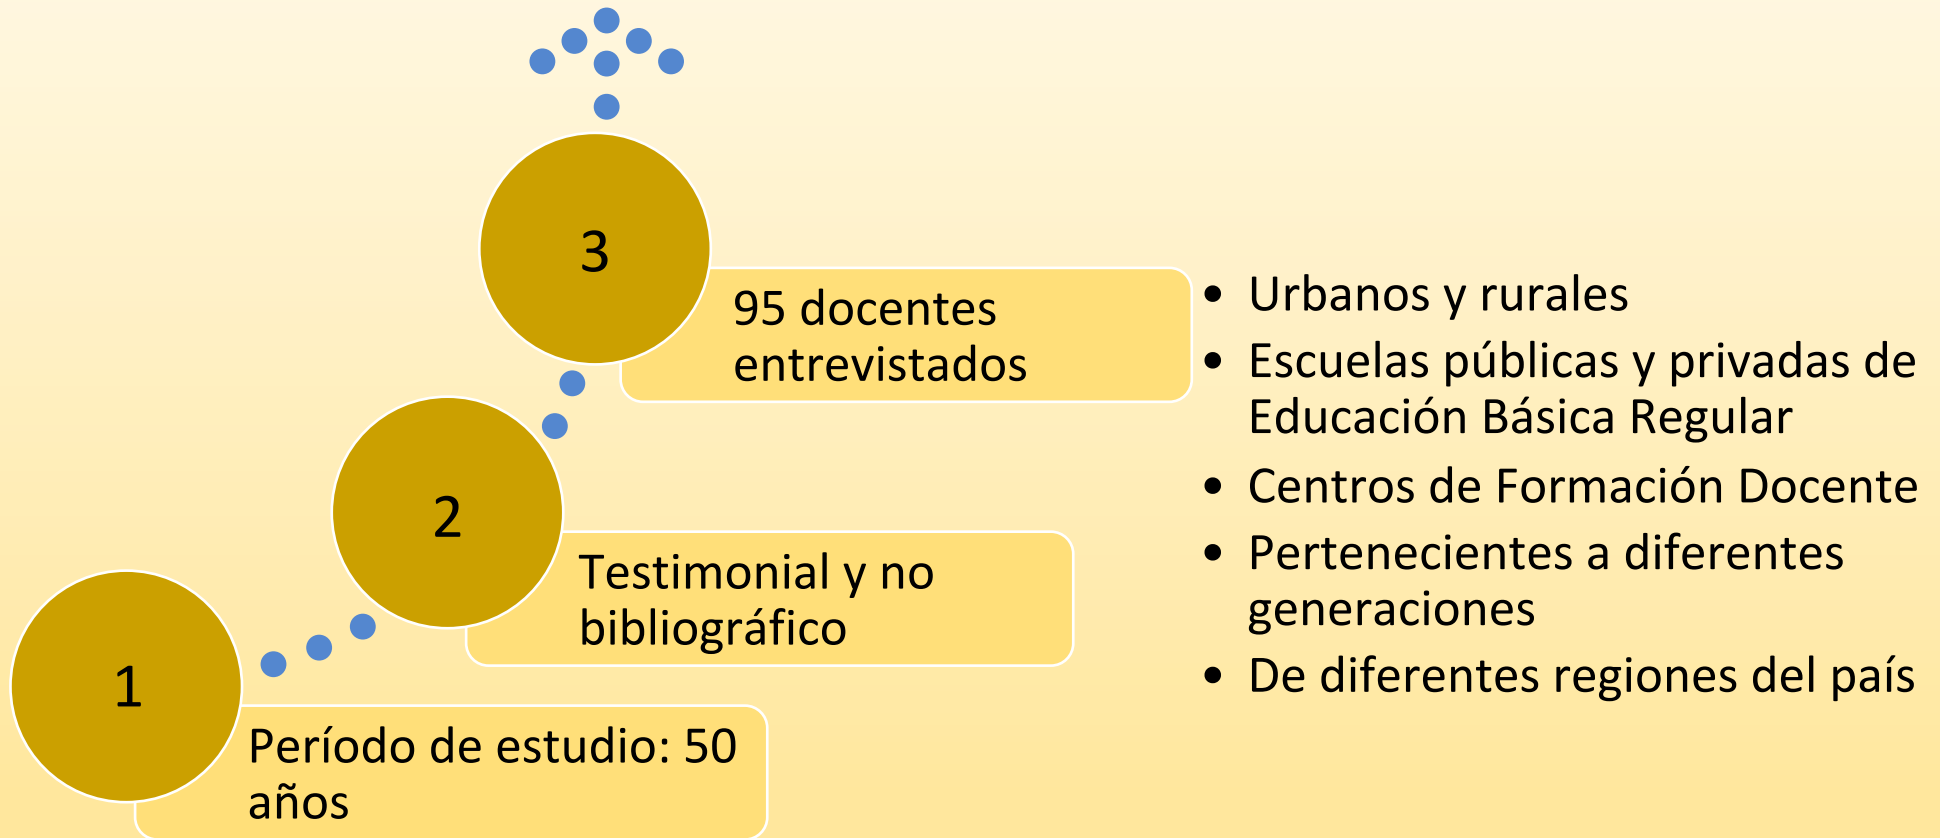 3
95 docentes
entrevistados
• Urbanos y rurales
• Escuelas públicas y privadas de
Educación Básica Regular
• Centros de Formación Docente
• Pertenecientes a diferentes
generaciones
• De diferentes regiones del país
2
Testimonial y no
bibliográfico
1
Período de estudio: 50
años